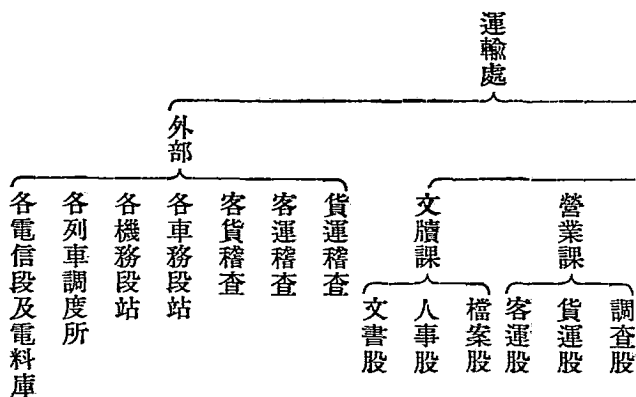 運輸處
營業課
調查股
貨運股
客運股
文牘課
檔案股
人事股
文書股
外部
貨運稽查
客運稽查
客貨稽查
各車務段站
各機務段站
各列車調度所
各電信段及電料庫